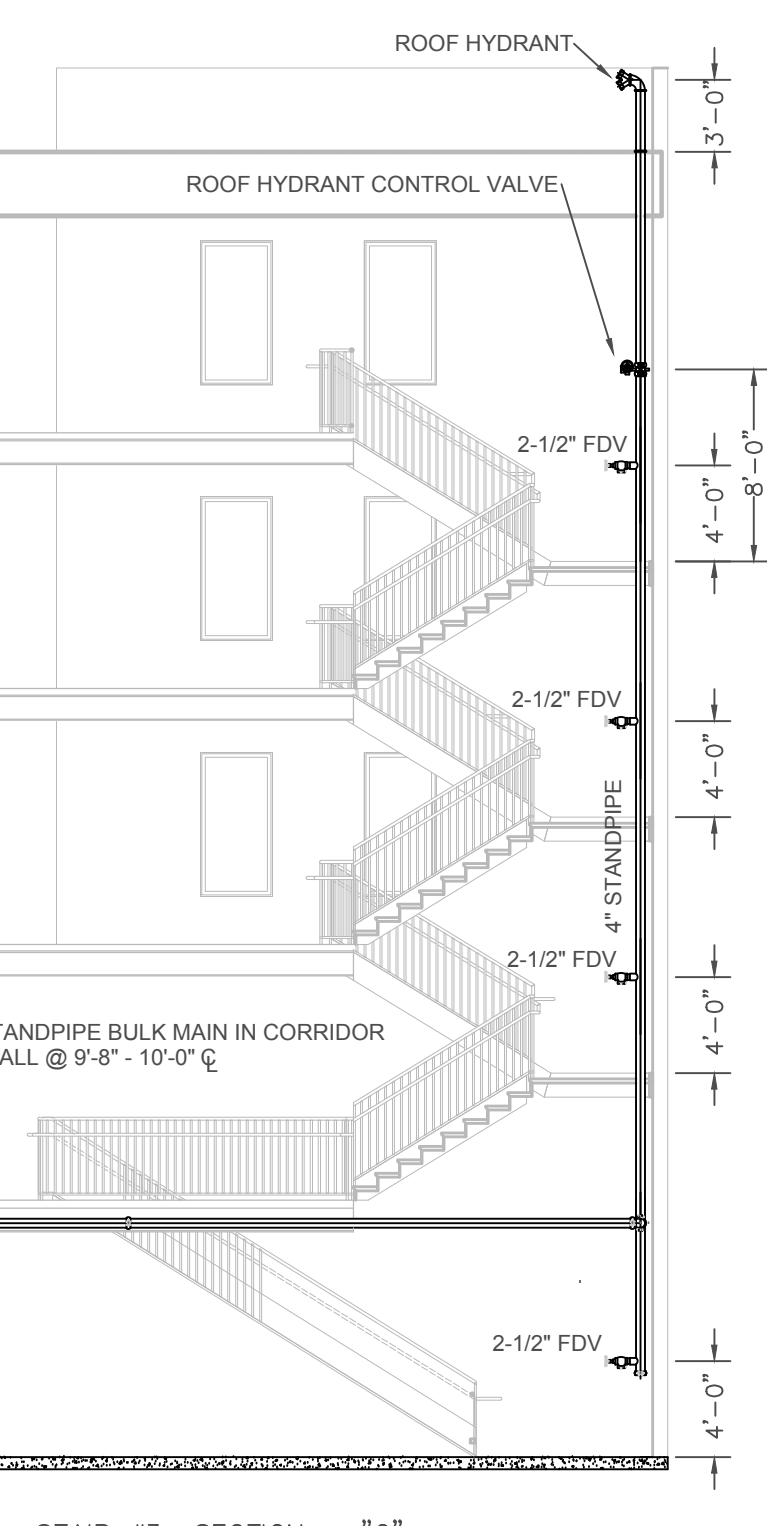 ROOF HYDRANT
3'-0"
ROOF HYDRANT CONTROL VALVE
2-1/2" FDV
4'-0"
8'-0"
2-1/2" FDV
4'-0"
4" STANDPIPE
2-1/2" FDV
4'-0"
TANDPIPE BULK MAIN IN CORRIDOR
ALL @ 9'-8" - 10'-0" ℄
2-1/2" FDV
4'-0"